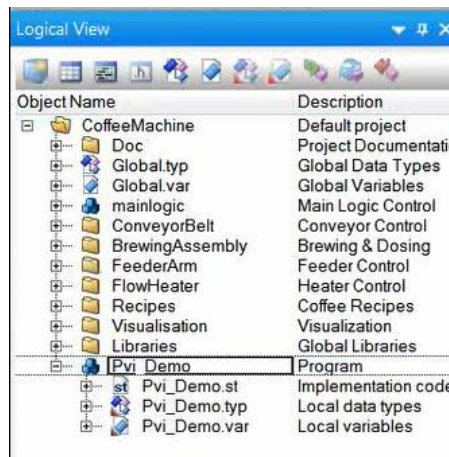 Logical View
Object Name Description
CoffeeMachine Default project
Doc Project Documentati
Global.typ Global Data Types
Global.var Global Variables
mainlogic Main Logic Control
ConveyorBelt Conveyor Control
BrewingAssembly Brewing & Dosing
FeederArm Feeder Control
FlowHeater Heater Control
Recipes Coffee Recipes
Visualisation Visualization
Libraries Global Libraries
Pvi_Demo Program
st Pvi_Demo.st Implementation code
Pvi_Demo.typ Local data types
Pvi_Demo.var Local variables